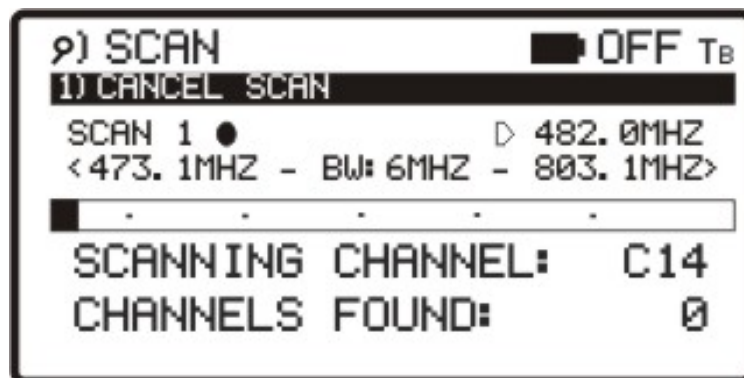 9) SCAN OFF TB
1) CANCEL SCAN
SCAN 1 482.0MHZ
<473.1MHZ - BW:6MHZ - 803.1MHZ>
SCANNING CHANNEL: C14
CHANNELS FOUND: 0